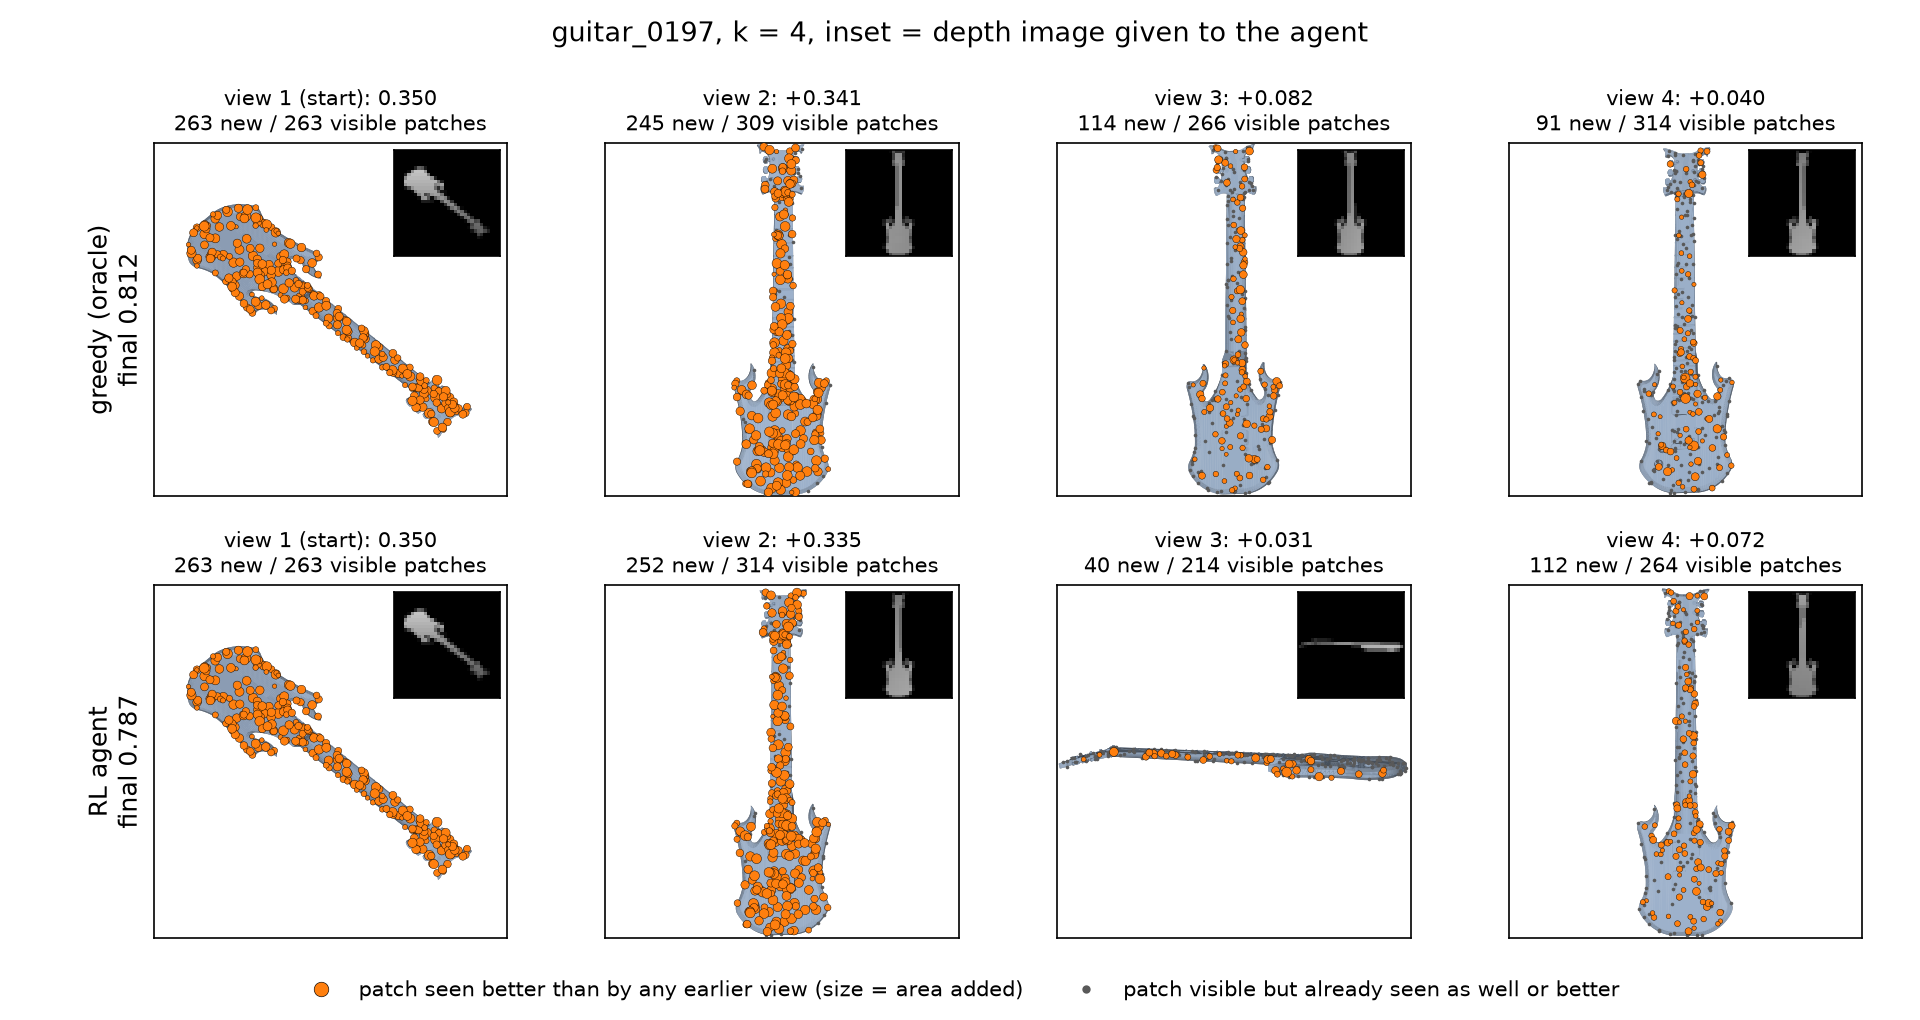 guitar_0197, k = 4, inset = depth image given to the agent
greedy (oracle)
final 0.812
view 1 (start): 0.350
263 new / 263 visible patches
view 2: +0.341
245 new / 309 visible patches
view 3: +0.082
114 new / 266 visible patches
view 4: +0.040
91 new / 314 visible patches
RL agent
final 0.787
view 1 (start): 0.350
263 new / 263 visible patches
view 2: +0.335
252 new / 314 visible patches
view 3: +0.031
40 new / 214 visible patches
view 4: +0.072
112 new / 264 visible patches
patch seen better than by any earlier view (size = area added)
patch visible but already seen as well or better